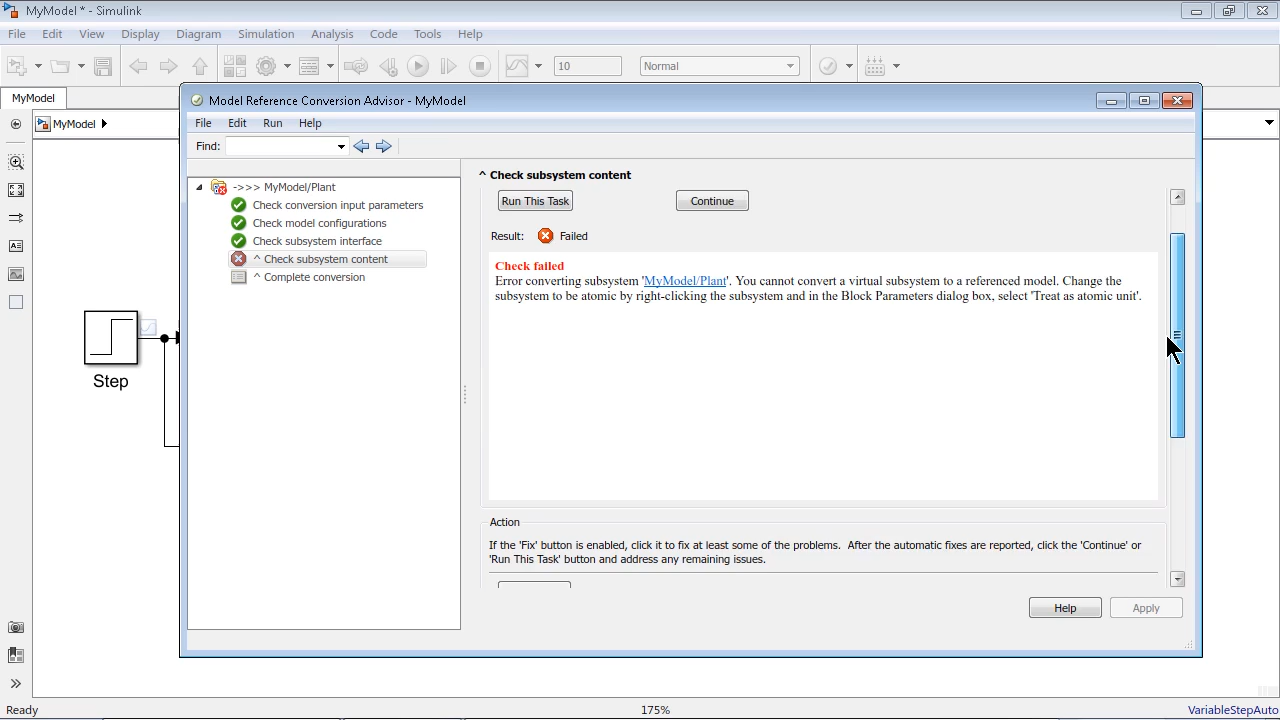 MyModel * - Simulink
File Edit View Display Diagram Simulation Analysis Code Tools Help
10 Normal
MyModel
MyModel
Model Reference Conversion Advisor - MyModel
File Edit Run Help
Find:
->>> MyModel/Plant
Check conversion input parameters
Check model configurations
Check subsystem interface
^ Check subsystem content
^ Complete conversion
^ Check subsystem content
Run This Task Continue
Result: Failed
Check failed
Error converting subsystem 'MyModel/Plant'. You cannot convert a virtual subsystem to a referenced model. Change the
subsystem to be atomic by right-clicking the subsystem and in the Block Parameters dialog box, select 'Treat as atomic unit'.
Action
If the 'Fix' button is enabled, click it to fix at least some of the problems. After the automatic fixes are reported, click the 'Continue' or
'Run This Task' button and address any remaining issues.
Help Apply
Step
Ready 175% VariableStepAuto